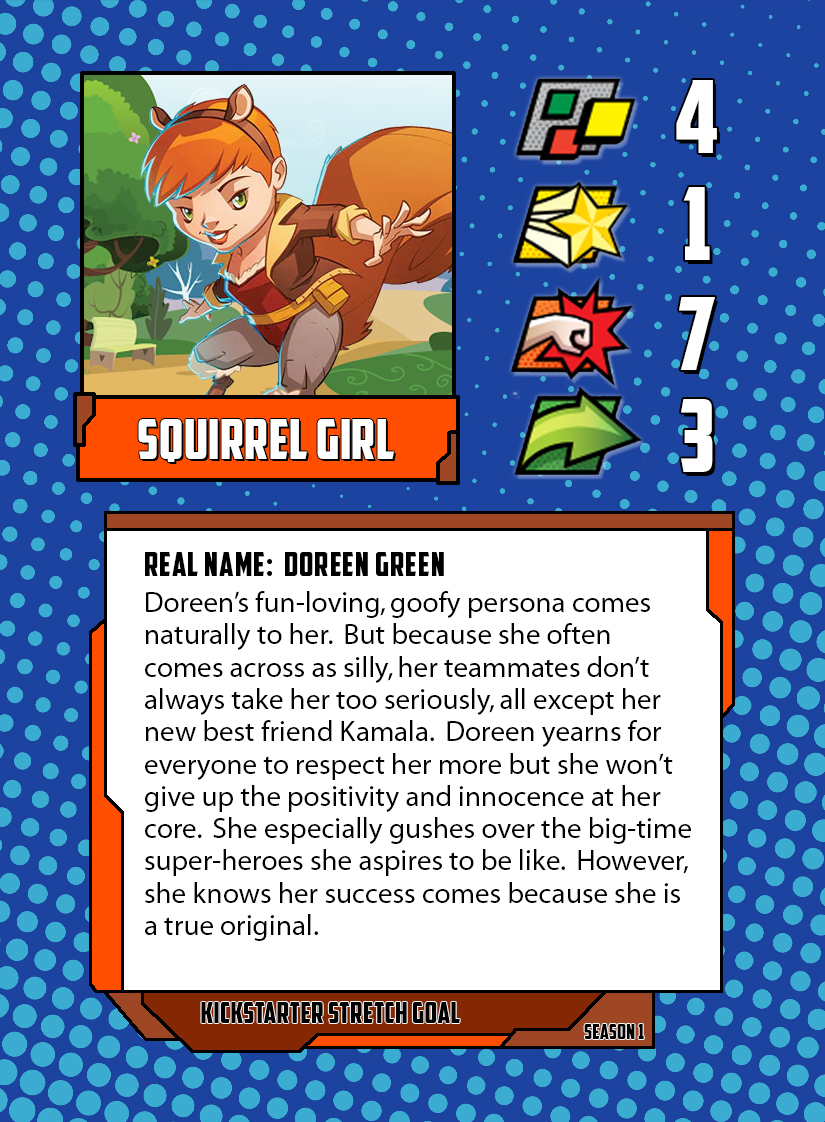 4
1
7
3
SQUIRREL GIRL
REAL NAME: DOREEN GREEN
Doreen’s fun-loving, goofy persona comes
naturally to her. But because she often
comes across as silly, her teammates don’t
always take her too seriously, all except her
new best friend Kamala. Doreen yearns for
everyone to respect her more but she won’t
give up the positivity and innocence at her
core. She especially gushes over the big-time
super-heroes she aspires to be like. However,
she knows her success comes because she is
a true original.
KICKSTARTER STRETCH GOAL
SEASON 1